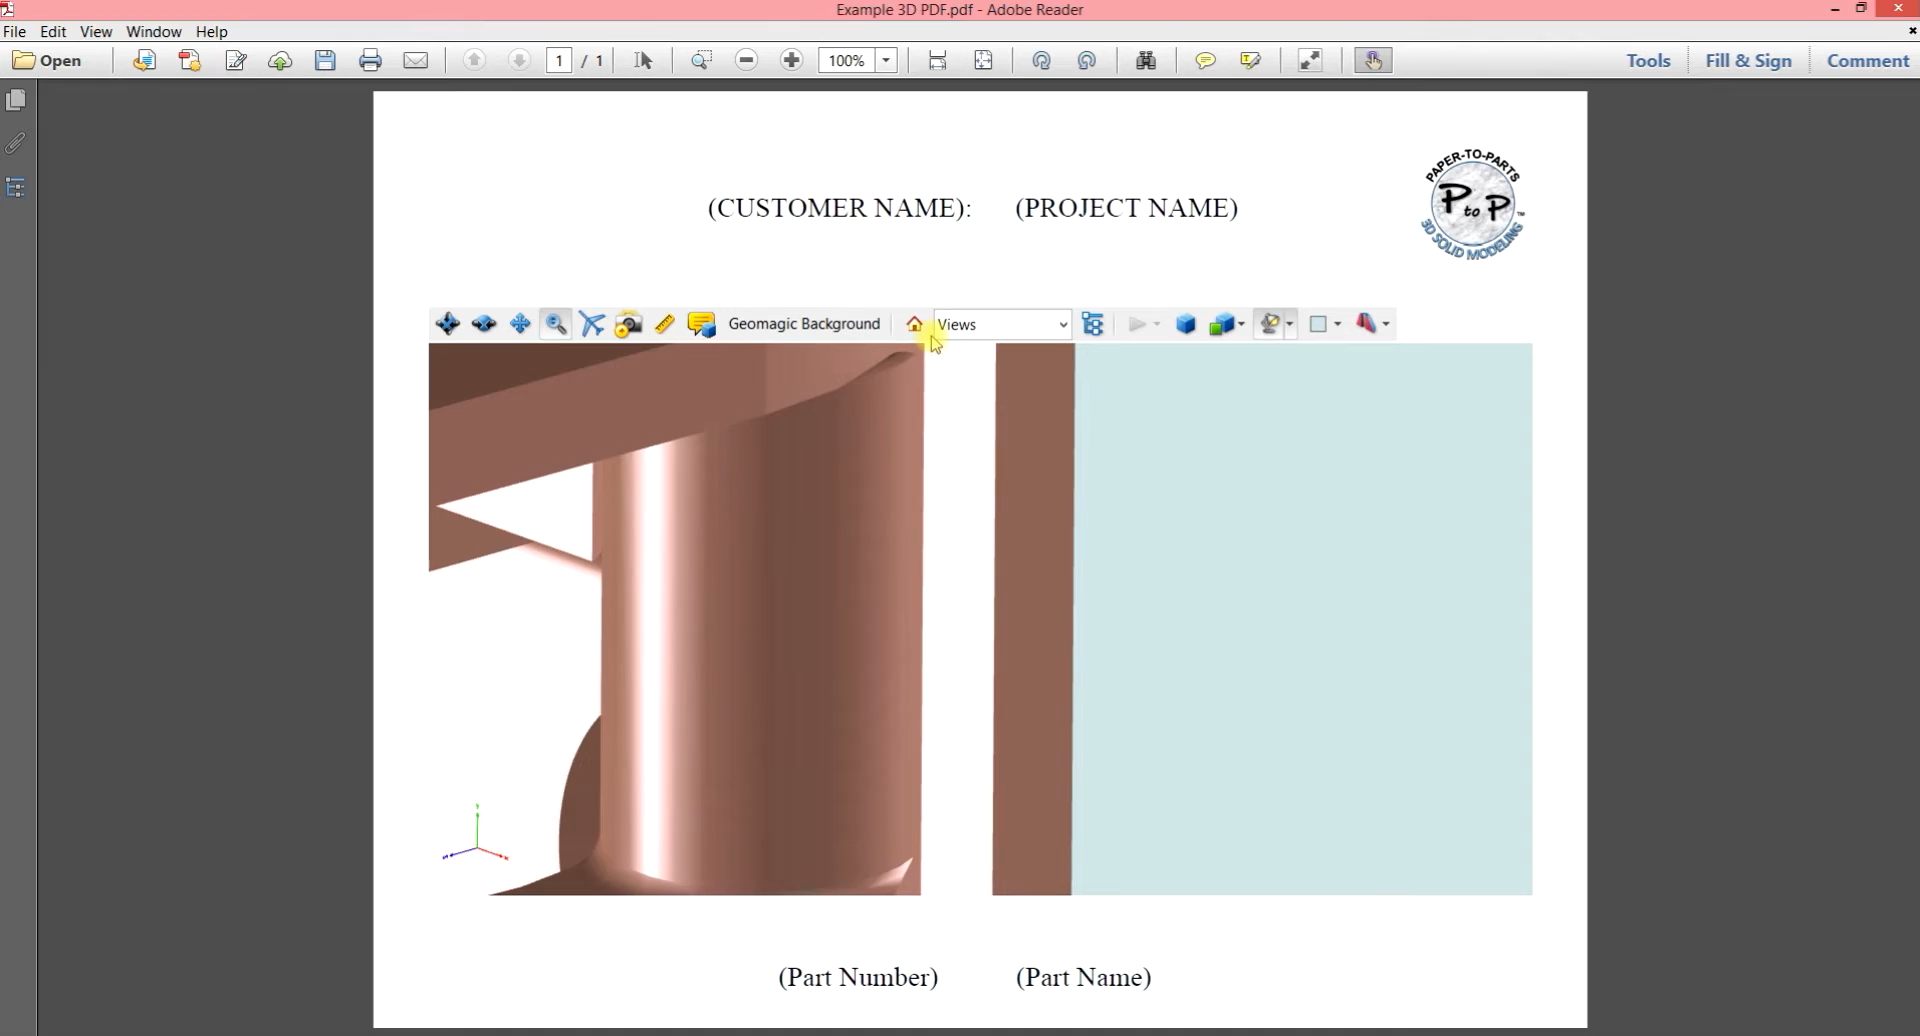 Example 3D PDF.pdf - Adobe Reader
File Edit View Window Help
Open 1 / 1 100% Tools Fill & Sign Comment
PAPER-TO-PARTS
P to P ™
3D SOLID MODELING
(CUSTOMER NAME): (PROJECT NAME)
Geomagic Background Views
(Part Number) (Part Name)